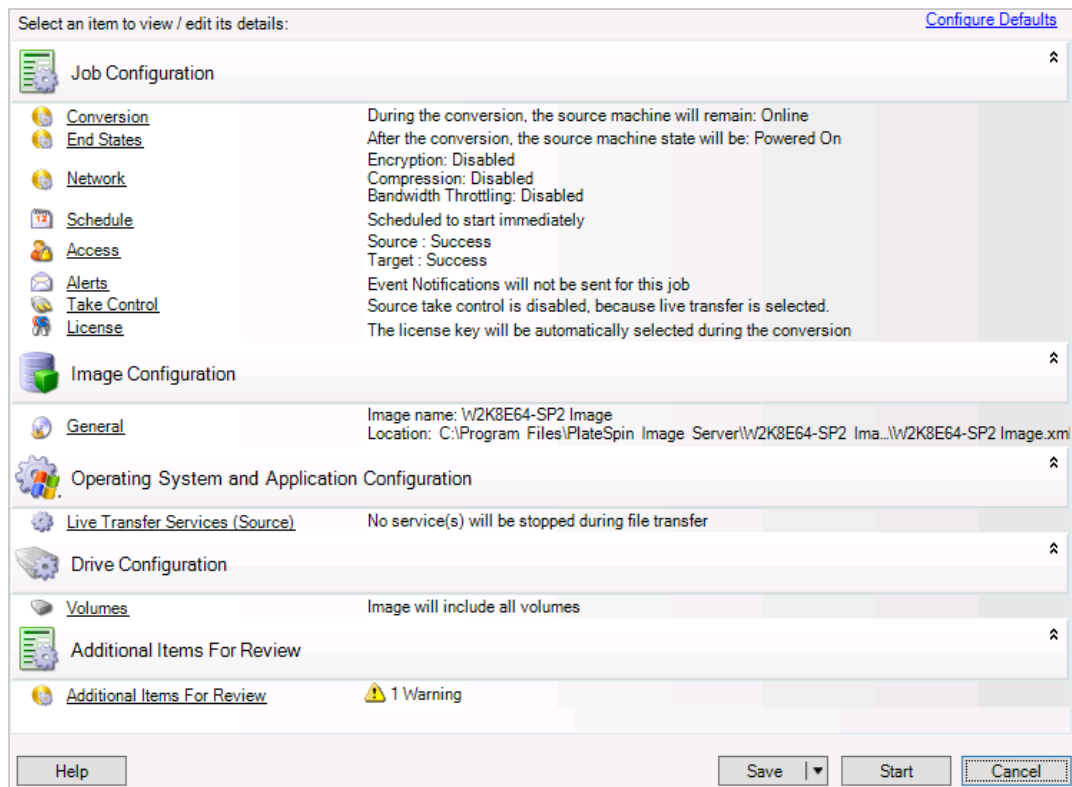 Select an item to view / edit its details:
Configure Defaults
Job Configuration
Conversion During the conversion, the source machine will remain: Online
End States After the conversion, the source machine state will be: Powered On
Encryption: Disabled
Network Compression: Disabled
Bandwidth Throttling: Disabled
12
Schedule Scheduled to start immediately
Access Source : Success
Target : Success
Alerts Event Notifications will not be sent for this job
Take Control Source take control is disabled, because live transfer is selected.
License The license key will be automatically selected during the conversion
Image Configuration
General Image name: W2K8E64-SP2 Image
Location: C:\Program Files\PlateSpin Image Server\W2K8E64-SP2 Ima...\W2K8E64-SP2 Image.xml
Operating System and Application Configuration
Live Transfer Services (Source) No service(s) will be stopped during file transfer
Drive Configuration
Volumes Image will include all volumes
Additional Items For Review
Additional Items For Review 1 Warning
Help Save Start Cancel